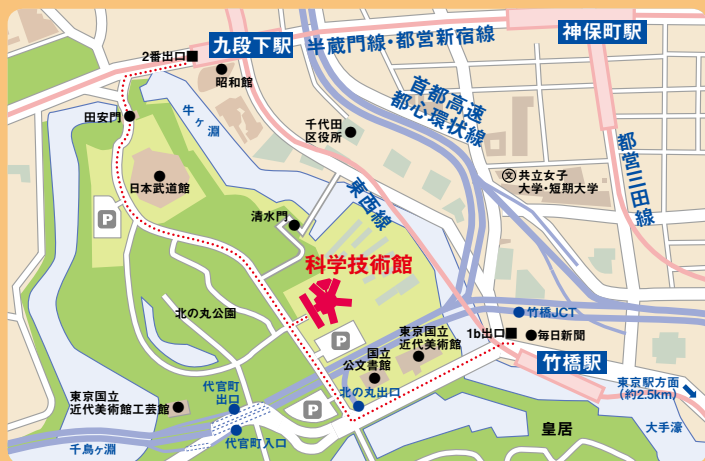 2番出口
九段下駅
半蔵門線・都営新宿線
神保町駅
昭和館
首都高速
都心環状線
田安門
牛ヶ淵
千代田
区役所
都営三田線
共立女子
大学・短期大学
文
日本武道館
東西線
P
清水門
科学技術館
北の丸公園
竹橋JCT
P
東京国立
近代美術館
1b出口
毎日新聞
国立
公文書館
竹橋駅
東京国立
近代美術館工芸館
代官町
出口
北の丸出口
P
東京駅方面
(約2.5km)
代官町入口
皇居
大手濠
千鳥ヶ淵